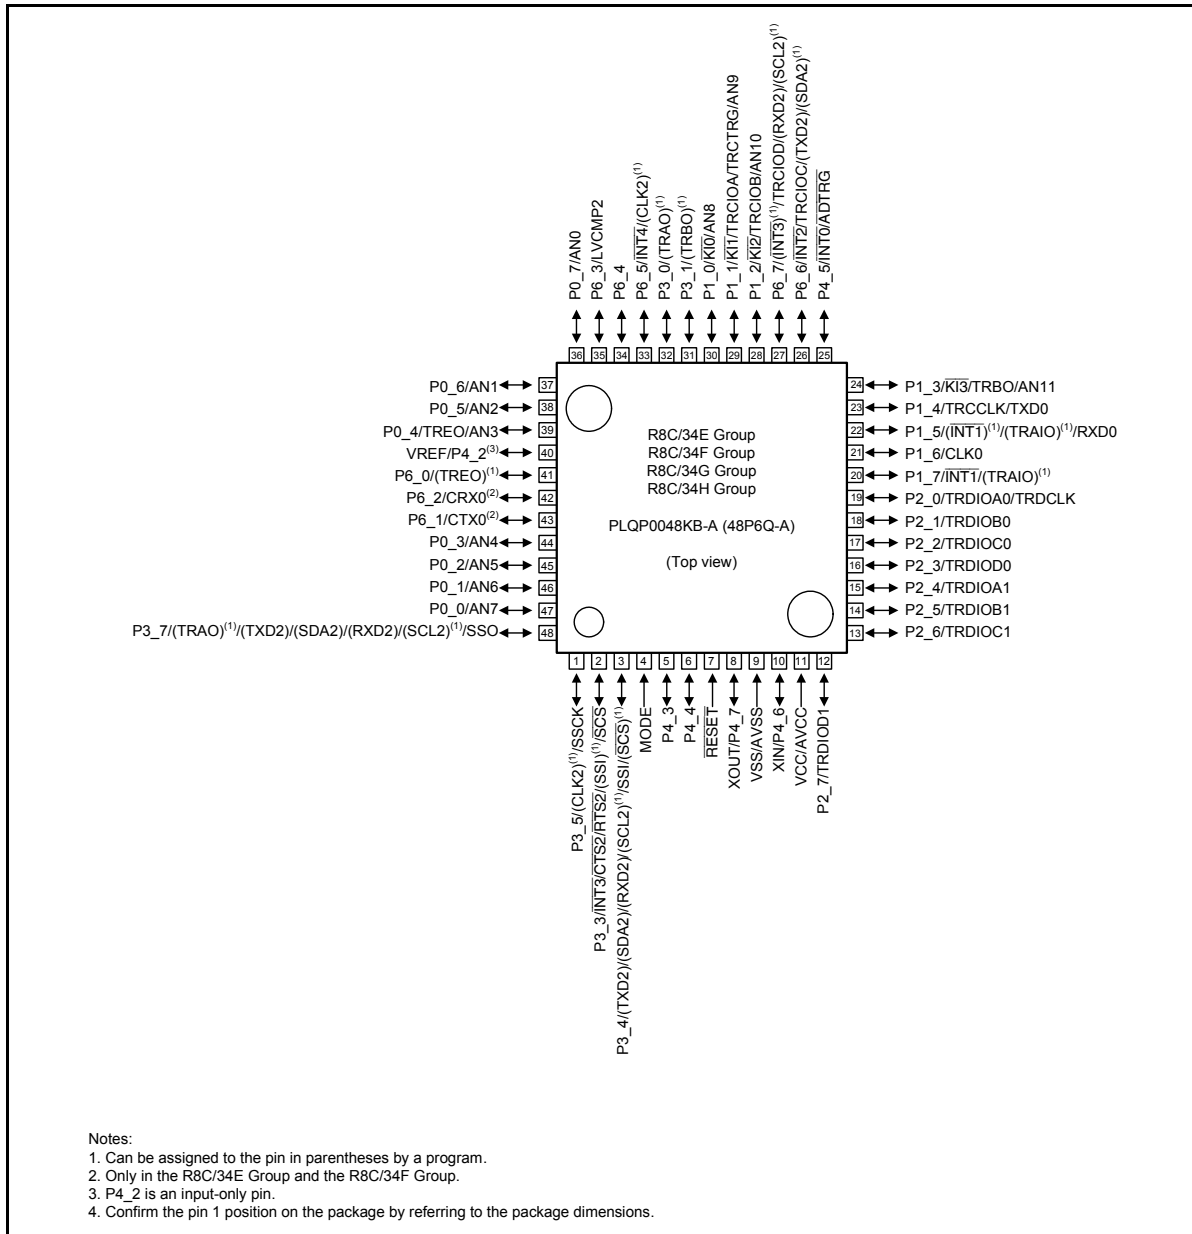 P0_7/AN0
P6_3/LVCMP2
P6_4
P6_5/INT4/(CLK2)(1)
P3_0/(TRAO)(1)
P3_1/(TRBO)(1)
P1_0/KI0/AN8
P1_1/KI1/TRCIOA/TRCTRG/AN9
P1_2/KI2/TRCIOB/AN10
P6_7/(INT3)(1)/TRCIOD/(RXD2)/(SCL2)(1)
P6_6/INT2/TRCIOC/(TXD2)/(SDA2)(1)
P4_5/INT0/ADTRG
36 35 34 33 32 31 30 29 28 27 26 25
P0_6/AN1 37
P0_5/AN2 38
P0_4/TREO/AN3 39
VREF/P4_2(3) 40
P6_0/(TREO)(1) 41
P6_2/CRX0(2) 42
P6_1/CTX0(2) 43
P0_3/AN4 44
P0_2/AN5 45
P0_1/AN6 46
P0_0/AN7 47
P3_7/(TRAO)(1)/(TXD2)/(SDA2)/(RXD2)/(SCL2)(1)/SSO 48
R8C/34E Group
R8C/34F Group
R8C/34G Group
R8C/34H Group
PLQP0048KB-A (48P6Q-A)
(Top view)
24 P1_3/KI3/TRBO/AN11
23 P1_4/TRCCLK/TXD0
22 P1_5/(INT1)(1)/(TRAIO)(1)/RXD0
21 P1_6/CLK0
20 P1_7/INT1/(TRAIO)(1)
19 P2_0/TRDIOA0/TRDCLK
18 P2_1/TRDIOB0
17 P2_2/TRDIOC0
16 P2_3/TRDIOD0
15 P2_4/TRDIOA1
14 P2_5/TRDIOB1
13 P2_6/TRDIOC1
1 2 3 4 5 6 7 8 9 10 11 12
P3_5/(CLK2)(1)/SSCK
P3_3/INT3/CTS2/RTS2/(SSI)(1)/SCS
P3_4/(TXD2)/(SDA2)/(RXD2)/(SCL2)(1)/SSI/(SCS)(1)
MODE
P4_3
P4_4
RESET
XOUT/P4_7
VSS/AVSS
XIN/P4_6
VCC/AVCC
P2_7/TRDIOD1
Notes:
1. Can be assigned to the pin in parentheses by a program.
2. Only in the R8C/34E Group and the R8C/34F Group.
3. P4_2 is an input-only pin.
4. Confirm the pin 1 position on the package by referring to the package dimensions.